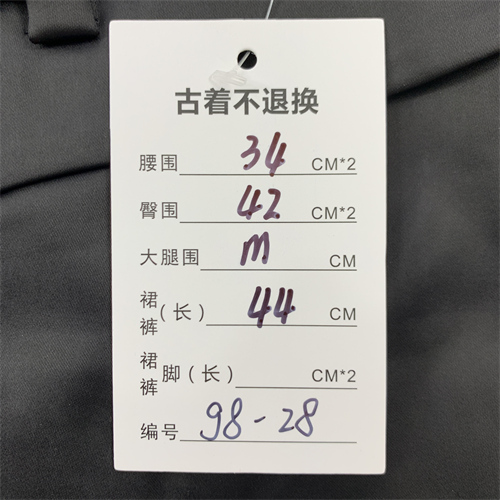 古着不退换
腰围 34 CM*2
臀围 42 CM*2
大腿围 m CM
裙裤(长) 44 CM
裙裤脚(长) CM*2
编号 98-28